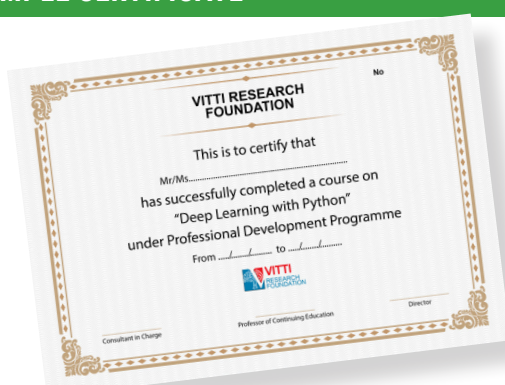 VITTI RESEARCH
FOUNDATION
No
This is to certify that
Mr/Ms..............................................................
has successfully completed a course on
“Deep Learning with Python”
under Professional Development Programme
From ....../....../......... to ....../....../.........
VITTI
RESEARCH
FOUNDATION
Consultant in Charge
Professor of Continuing Education
Director